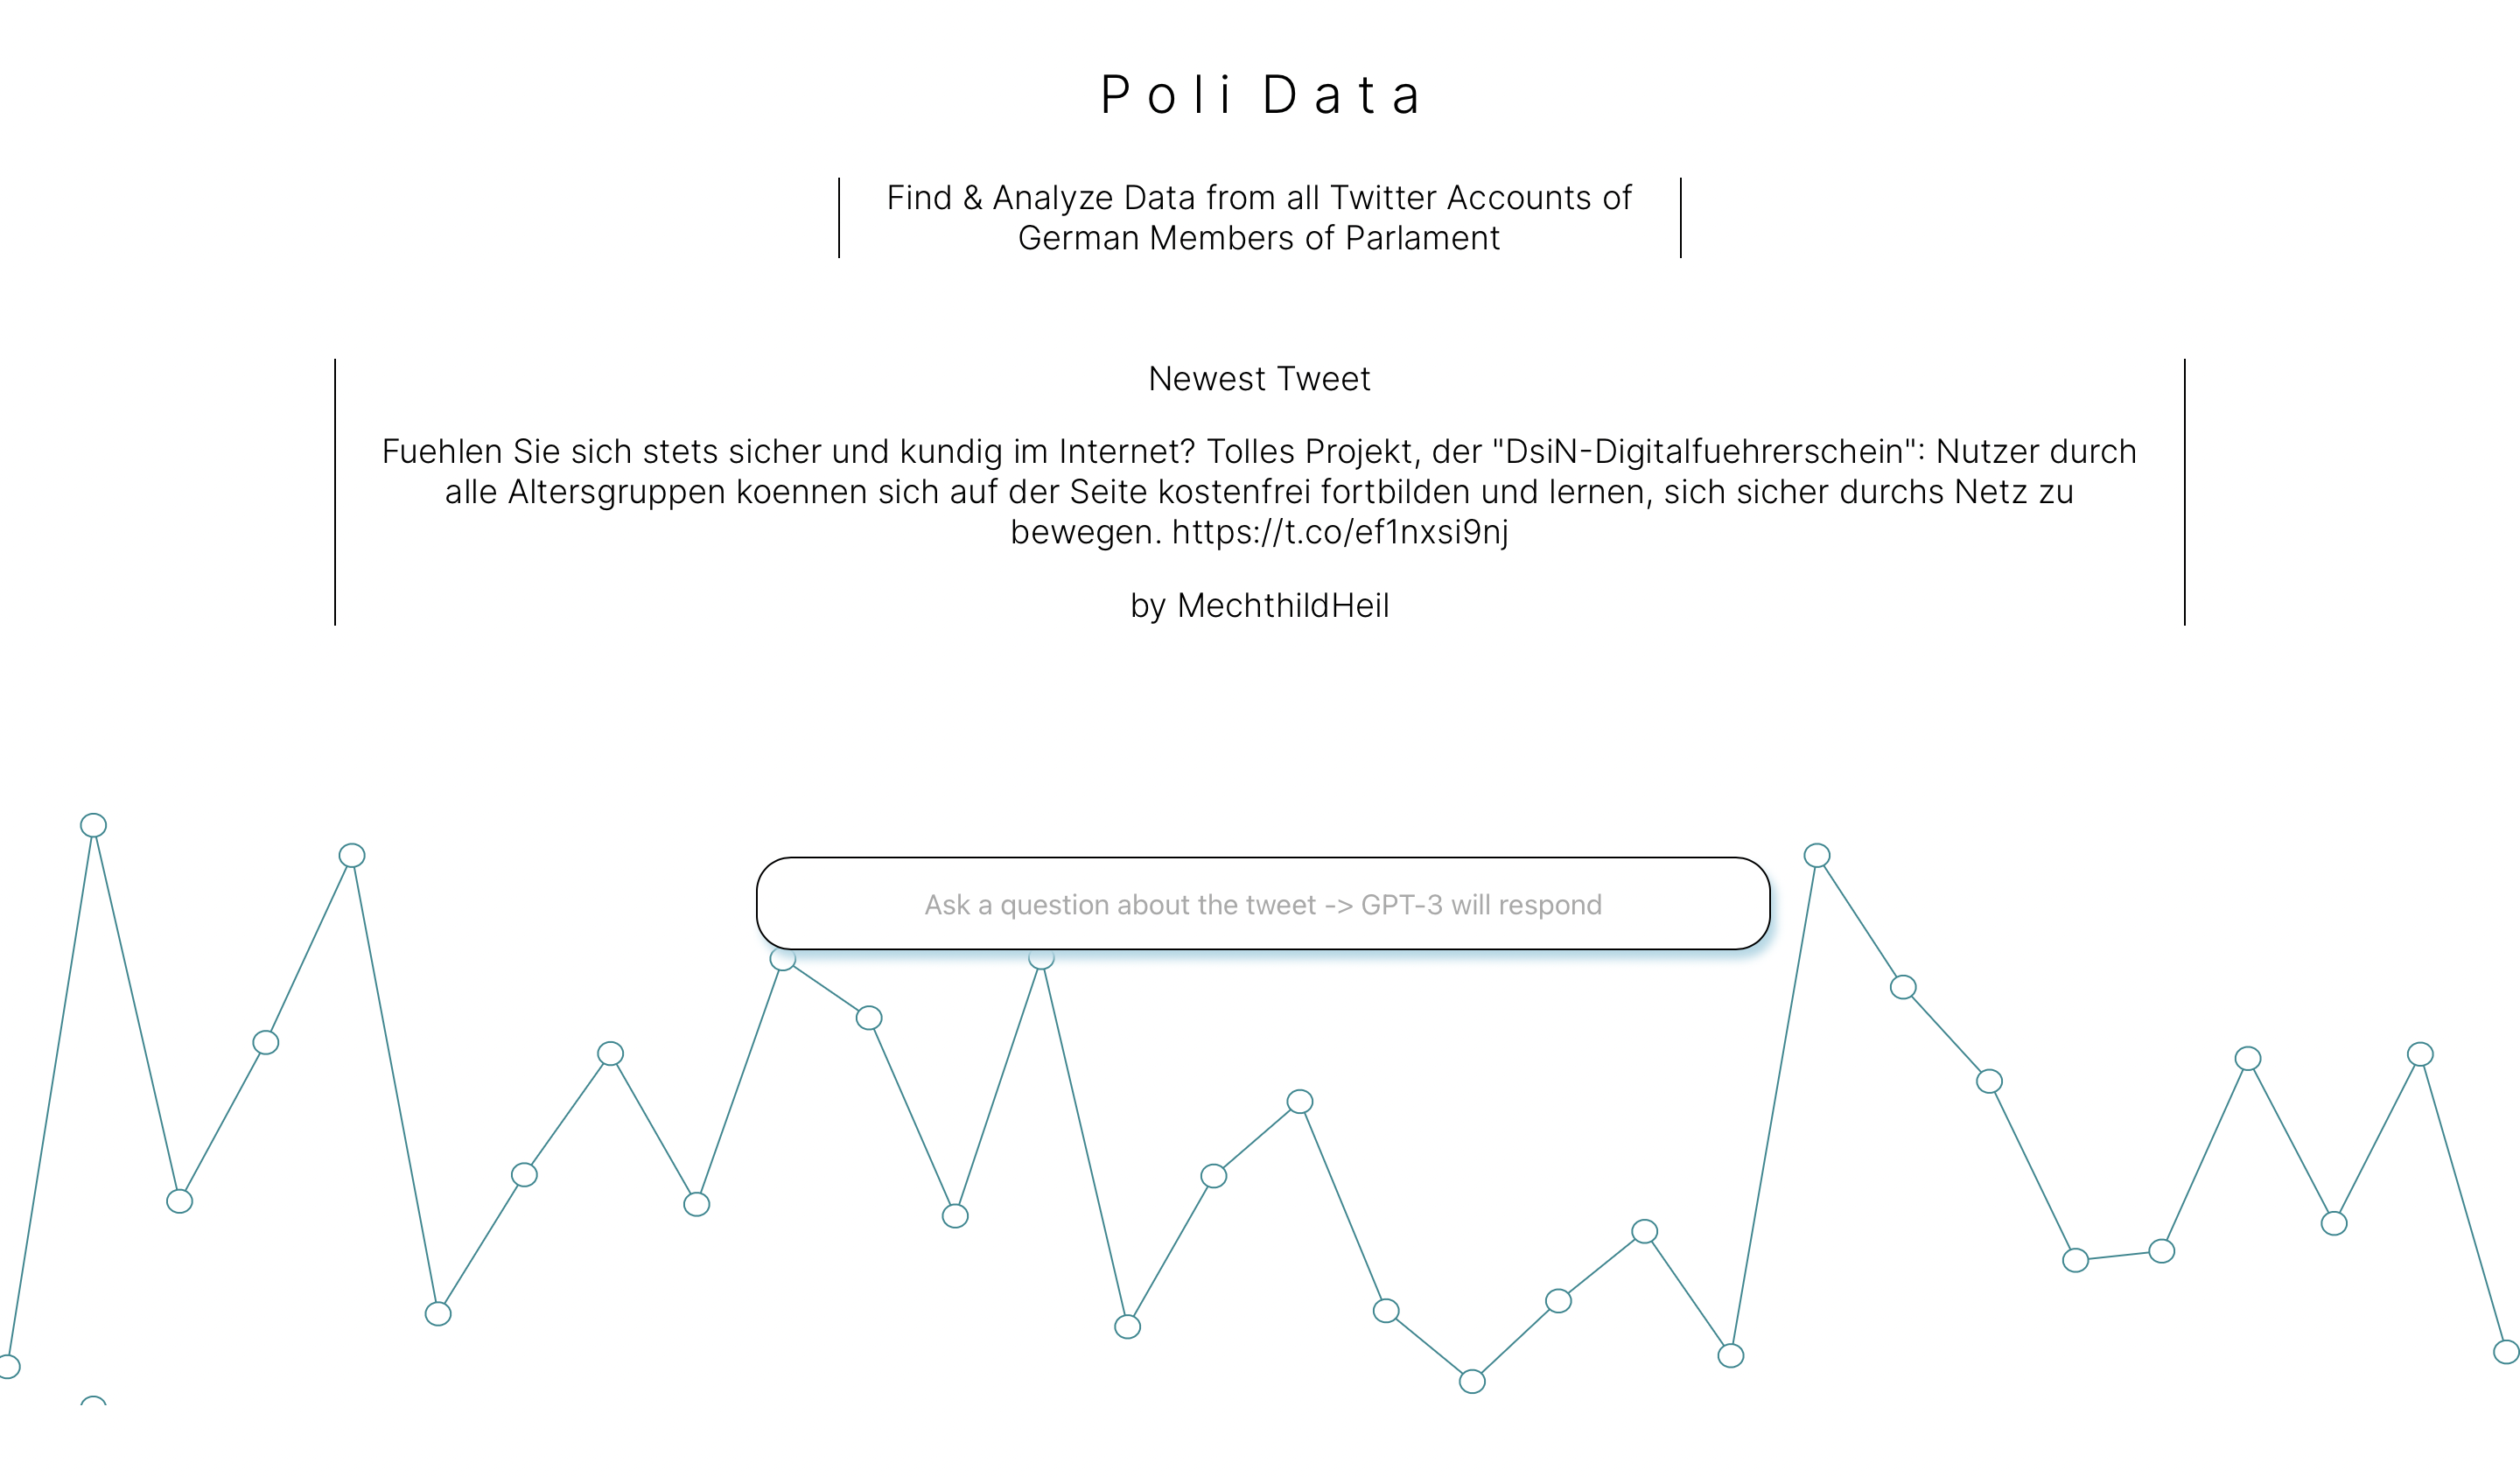 Poli Data
Find & Analyze Data from all Twitter Accounts of
German Members of Parlament
Newest Tweet
Fuehlen Sie sich stets sicher und kundig im Internet? Tolles Projekt, der "DsiN-Digitalfuehrerschein": Nutzer durch
alle Altersgruppen koennen sich auf der Seite kostenfrei fortbilden und lernen, sich sicher durchs Netz zu
bewegen. https://t.co/ef1nxsi9nj
by MechthildHeil
Ask a question about the tweet -> GPT-3 will respond